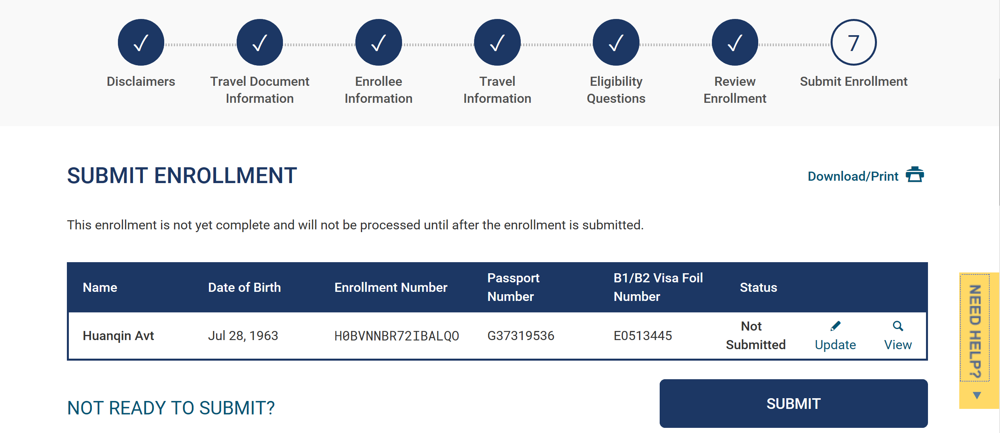 ✓ ✓ ✓ ✓ ✓ ✓ 7
Disclaimers
Travel Document
Information
Enrollee
Information
Travel
Information
Eligibility
Questions
Review
Enrollment
Submit Enrollment
SUBMIT ENROLLMENT
Download/Print
This enrollment is not yet complete and will not be processed until after the enrollment is submitted.
Name
Date of Birth
Enrollment Number
Passport
Number
B1/B2 Visa Foil
Number
Status
Huanqin Avt
Jul 28, 1963
H0BVNNBR72IBALQO
G37319536
E0513445
Not
Submitted
Update
View
NEED HELP?
NOT READY TO SUBMIT?
SUBMIT